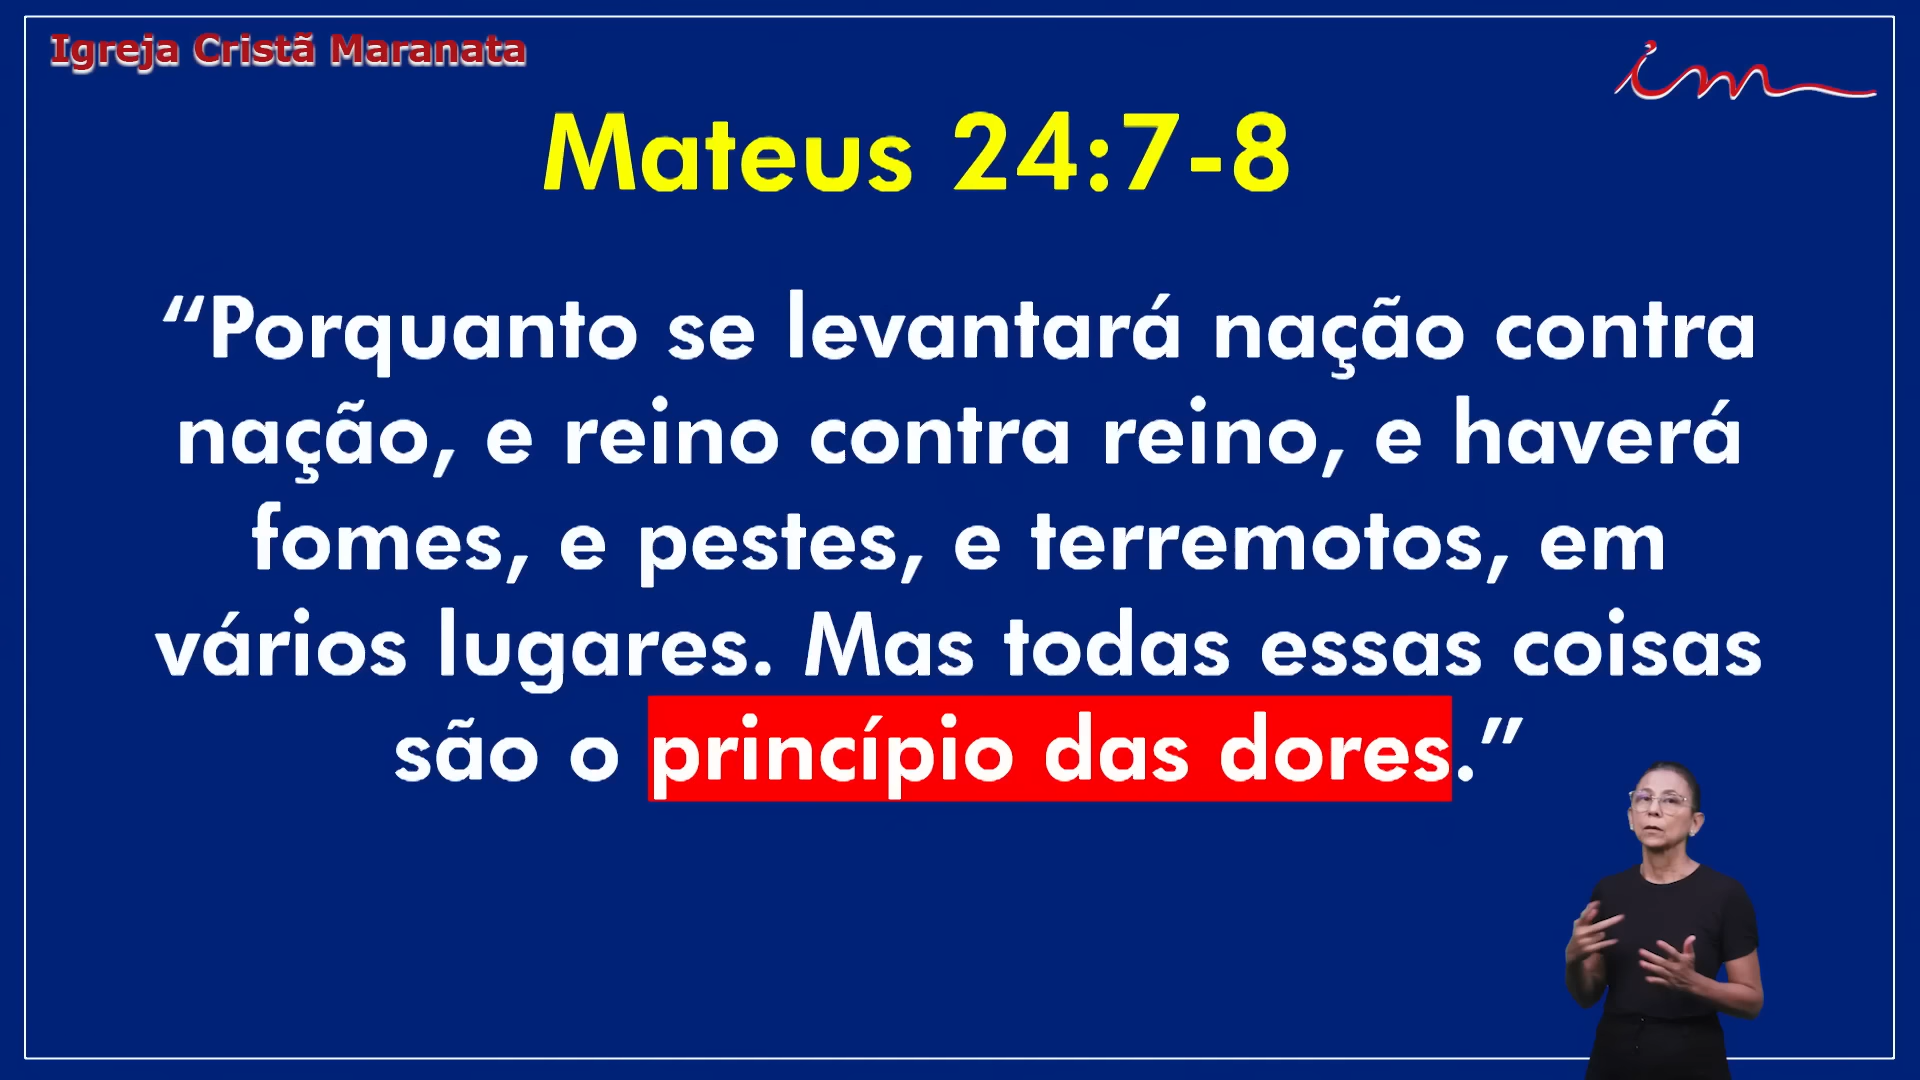 Igreja Cristã Maranata
im
Mateus 24:7-8
“Porquanto se levantará nação contra
nação, e reino contra reino, e haverá
fomes, e pestes, e terremotos, em
vários lugares. Mas todas essas coisas
são o princípio das dores.”